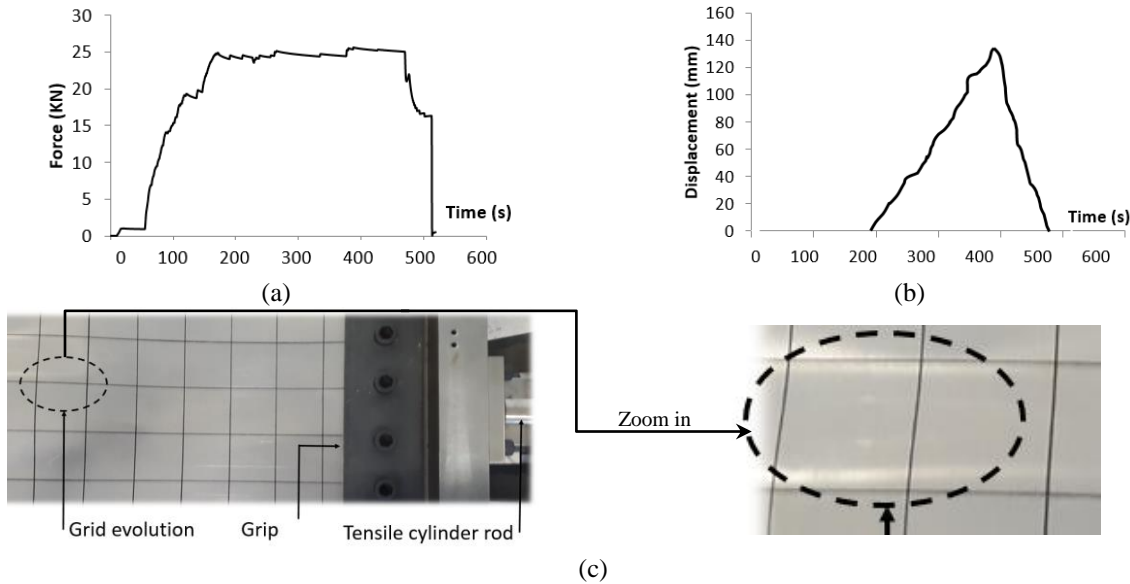 30
25
20
15
10
5
0
Force (KN)
Time (s)
0 100 200 300 400 500 600
(a)
160
140
120
100
80
60
40
20
0
Displacement (mm)
Time (s)
0 100 200 300 400 500 600
(b)
Zoom in
Grid evolution
Grip
Tensile cylinder rod
(c)